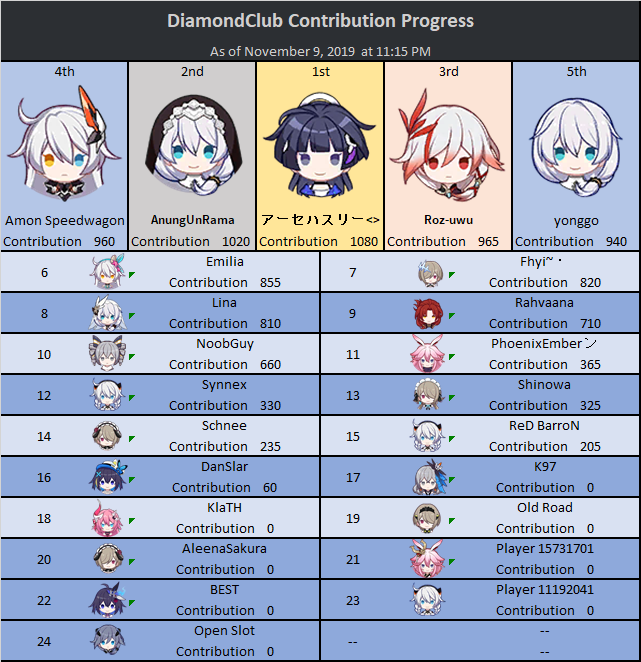 DiamondClub Contribution Progress
As of November 9, 2019 at 11:15 PM
4th 2nd 1st 3rd 5th
Amon Speedwagon AnungUnRama アーセハスリー<> Roz-uwu yonggo
Contribution 960 Contribution 1020 Contribution 1080 Contribution 965 Contribution 940
6 Emilia
Contribution 855
7 Fhyi~・
Contribution 820
8 Lina
Contribution 810
9 Rahvaana
Contribution 710
10 NoobGuy
Contribution 660
11 PhoenixEmberン
Contribution 365
12 Synnex
Contribution 330
13 Shinowa
Contribution 325
14 Schnee
Contribution 235
15 ReD BarroN
Contribution 205
16 DanSlar
Contribution 60
17 K97
Contribution 0
18 KlaTH
Contribution 0
19 Old Road
Contribution 0
20 AleenaSakura
Contribution 0
21 Player 15731701
Contribution 0
22 BEST
Contribution 0
23 Player 11192041
Contribution 0
24 Open Slot
Contribution 0
-- --
--